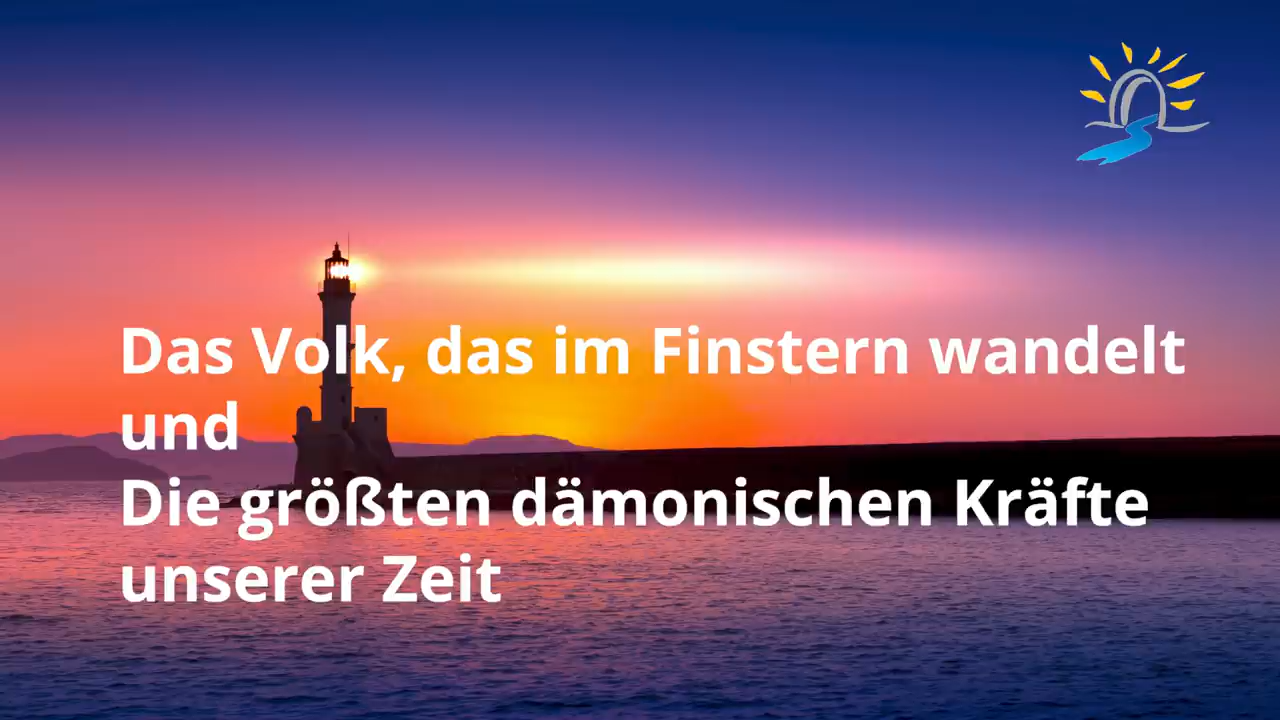 Das Volk, das im Finstern wandelt
und
Die größten dämonischen Kräfte
unserer Zeit